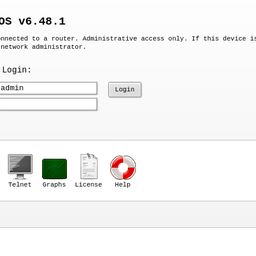 OS v6.48.1
onnected to a router. Administrative access only. If this device is
network administrator.
Login:
admin
Login
Telnet Graphs License Help